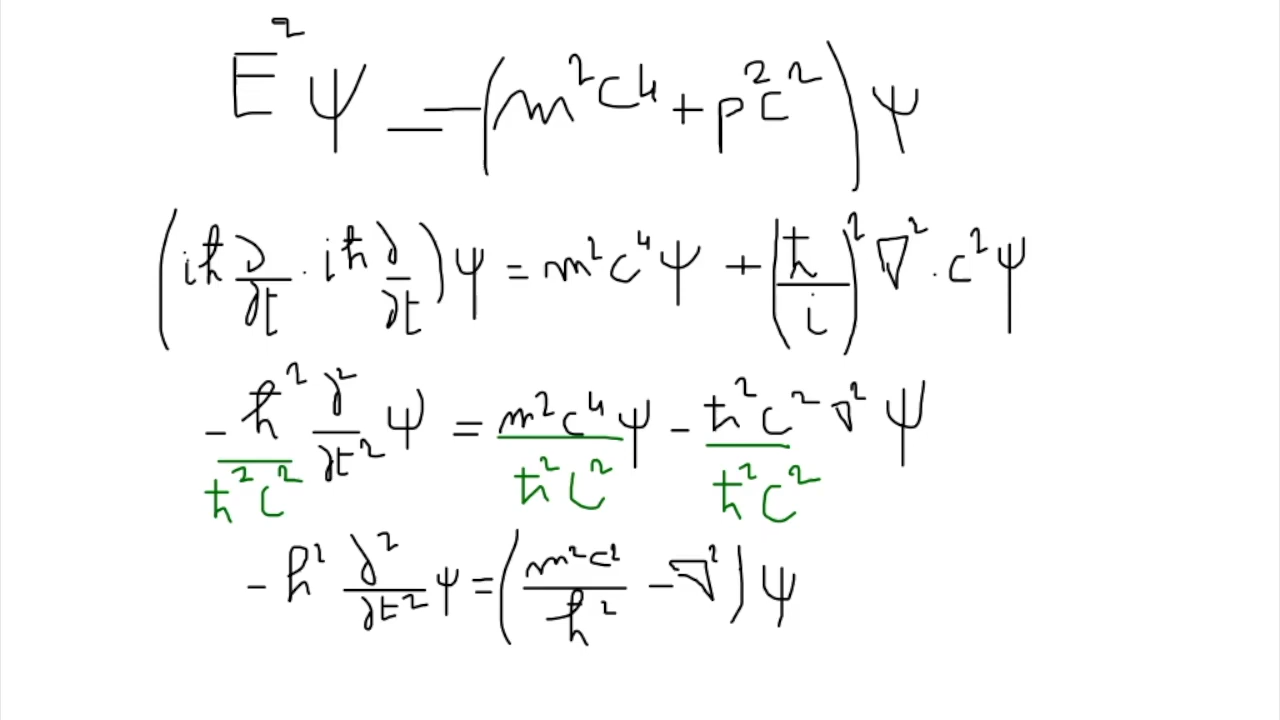 E² ψ = (m²c⁴ + p²c²) ψ
(iħ ∂/∂t · iħ ∂/∂t) ψ = m²c⁴ψ + (ħ/i)² ∇² · c²ψ
-ħ²/ħ²c² ∂²/∂t² ψ = m²c⁴/ħ²c² ψ - ħ²c²/ħ²c² ∇² ψ
-ħ² ∂²/∂t² ψ = (m²c²/ħ² - ∇²) ψ